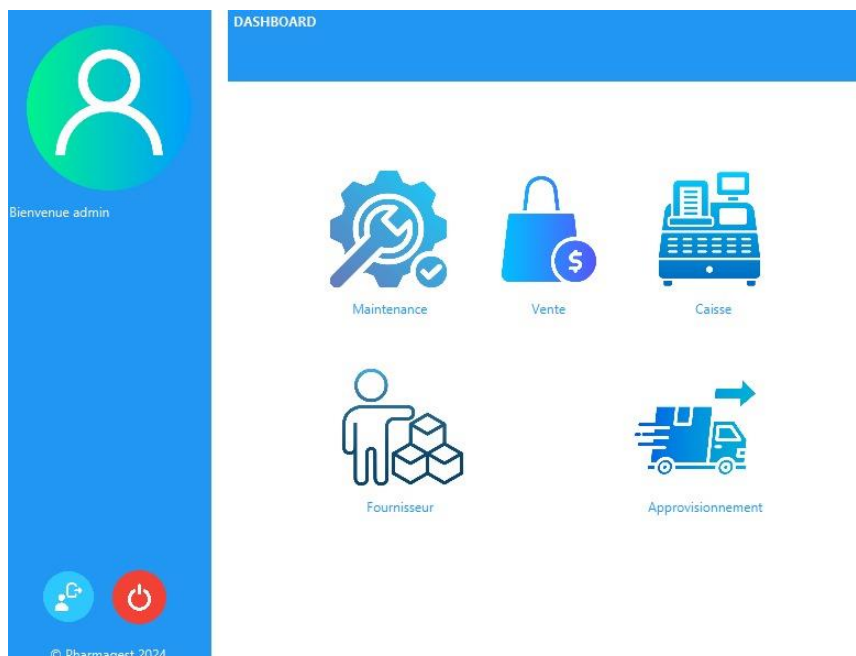 DASHBOARD
Bienvenue admin
Maintenance
Vente
$
Caisse
Fournisseur
Approvisionnement
© Pharmagest 2024